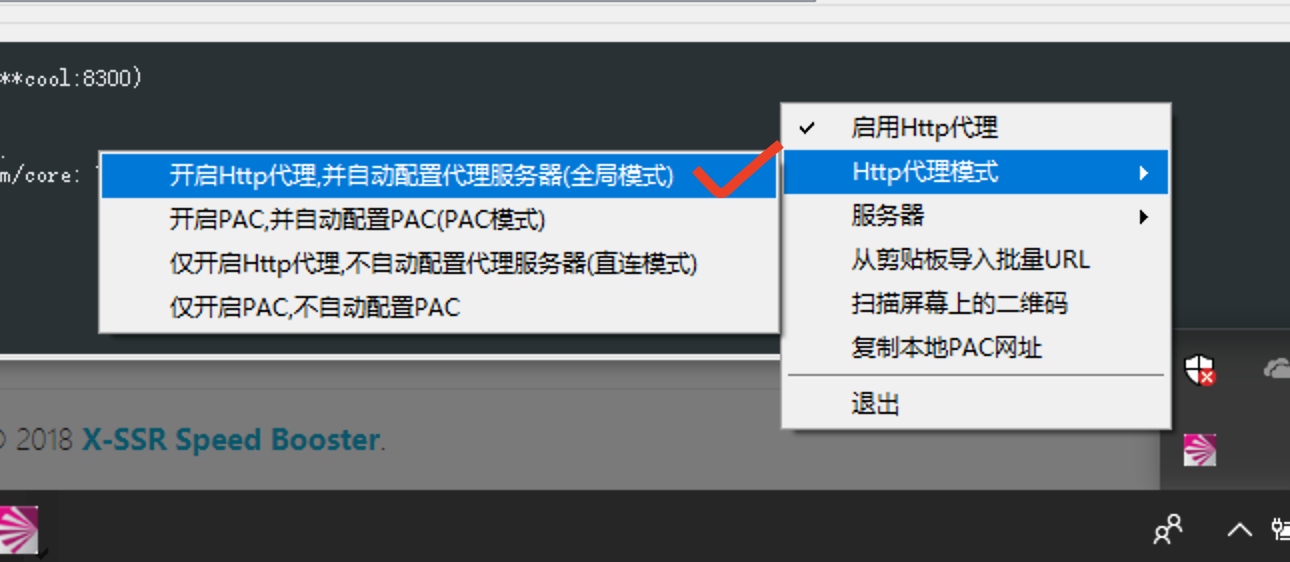 **cool:8300)
m/core:
启用Http代理
Http代理模式
服务器
从剪贴板导入批量URL
扫描屏幕上的二维码
复制本地PAC网址
退出
开启Http代理,并自动配置代理服务器(全局模式)
开启PAC,并自动配置PAC(PAC模式)
仅开启Http代理,不自动配置代理服务器(直连模式)
仅开启PAC,不自动配置PAC
© 2018 X-SSR Speed Booster.